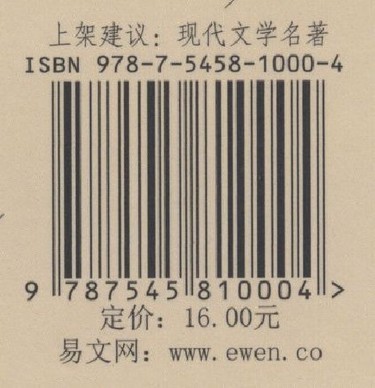 上架建议：现代文学名著
ISBN 978-7-5458-1000-4
9 787545 810004 >
定价：16.00元
易文网：www.ewen.co